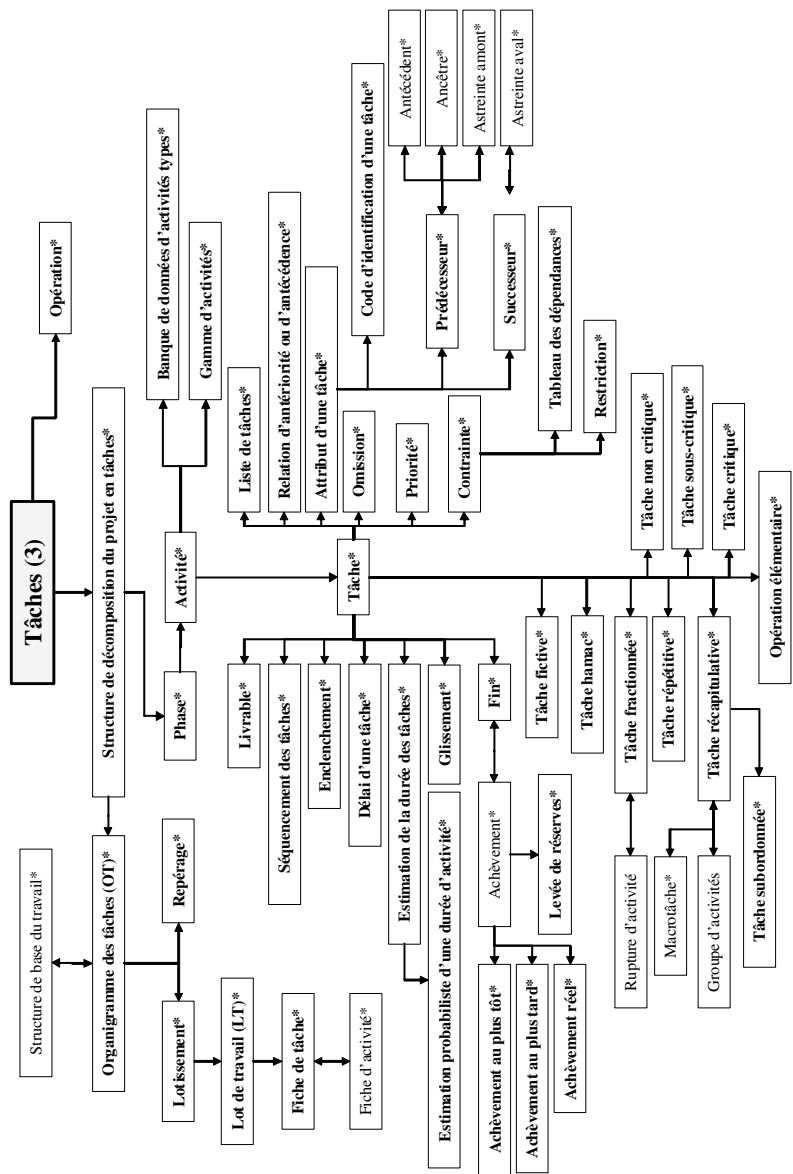 Tâches (3)
Opération*
Structure de décomposition du projet en tâches*
Structure de base du travail*
Organigramme des tâches (OT)*
Phase*
Activité*
Banque de données d'activités types*
Gamme d'activités*
Lotissement*
Repérage*
Lot de travail (LT)*
Fiche de tâche*
Fiche d'activité*
Tâche*
Livrable*
Séquencement des tâches*
Enclenchement*
Délai d'une tâche*
Estimation de la durée des tâches*
Estimation probabiliste d'une durée d'activité*
Glissement*
Fin*
Achèvement*
Levée de réserves*
Achèvement au plus tôt*
Achèvement au plus tard*
Achèvement réel*
Liste de tâches*
Relation d'antériorité ou d'antécédence*
Attribut d'une tâche*
Omission*
Priorité*
Contrainte*
Code d'identification d'une tâche*
Prédécesseur*
Successeur*
Antécédent*
Ancêtre*
Astreinte amont*
Astreinte aval*
Tableau des dépendances*
Restriction*
Tâche fictive*
Tâche hamac*
Tâche fractionnée*
Tâche répétitive*
Tâche récapitulative*
Rupture d'activité
Macrotâche*
Groupe d'activités
Tâche subordonnée*
Tâche non critique*
Tâche sous-critique*
Tâche critique*
Opération élémentaire*